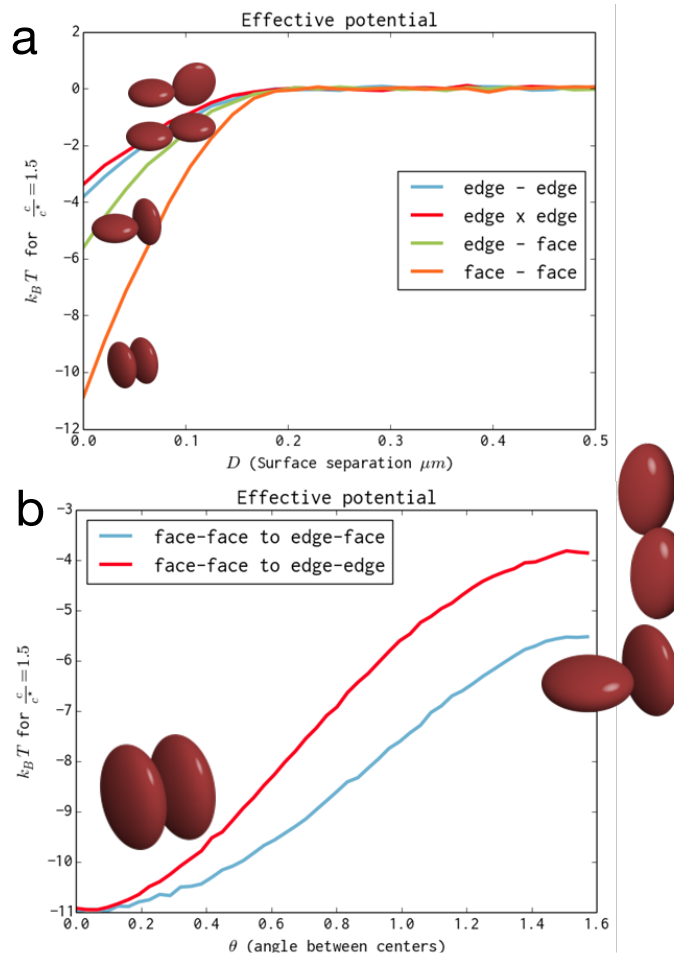 a
Effective potential
2
0
−2
−4
−6
−8
−10
−12
k_B T for c/c* = 1.5
edge - edge
edge x edge
edge - face
face - face
0.0 0.1 0.2 0.3 0.4 0.5
D (Surface separation μm)
b
Effective potential
−3
−4
−5
−6
−7
−8
−9
−10
−11
k_B T for c/c* = 1.5
face-face to edge-face
face-face to edge-edge
0.0 0.2 0.4 0.6 0.8 1.0 1.2 1.4 1.6
θ (angle between centers)